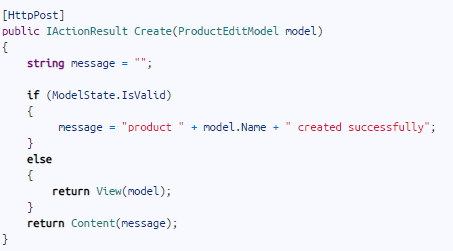 [HttpPost]
public IActionResult Create(ProductEditModel model)
{
    string message = "";

    if (ModelState.IsValid)
    {
         message = "product " + model.Name + " created successfully";
    }
    else
    {
        return View(model);
    }
    return Content(message);
}